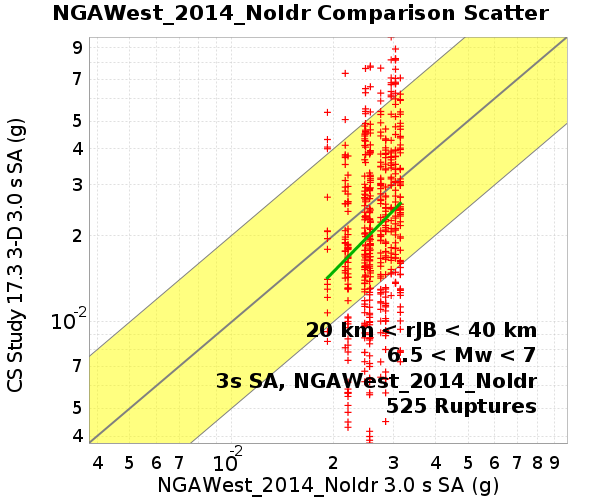 NGAWest_2014_NoIdr Comparison Scatter
CS Study 17.3 3-D 3.0 s SA (g)
9
7
5
4
3
2
10-2
7
5
4
20 km < rJB < 40 km
6.5 < Mw < 7
3s SA, NGAWest_2014_NoIdr
525 Ruptures
4 5 6 7 10-2 2 3 4 5 6 7 8 9
NGAWest_2014_NoIdr 3.0 s SA (g)